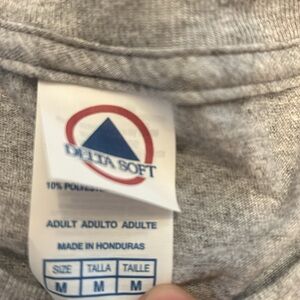 DELTA SOFT
10%
ADULT ADULTO ADULTE
MADE IN HONDURAS
SIZE TALLA TAILLE
M M M